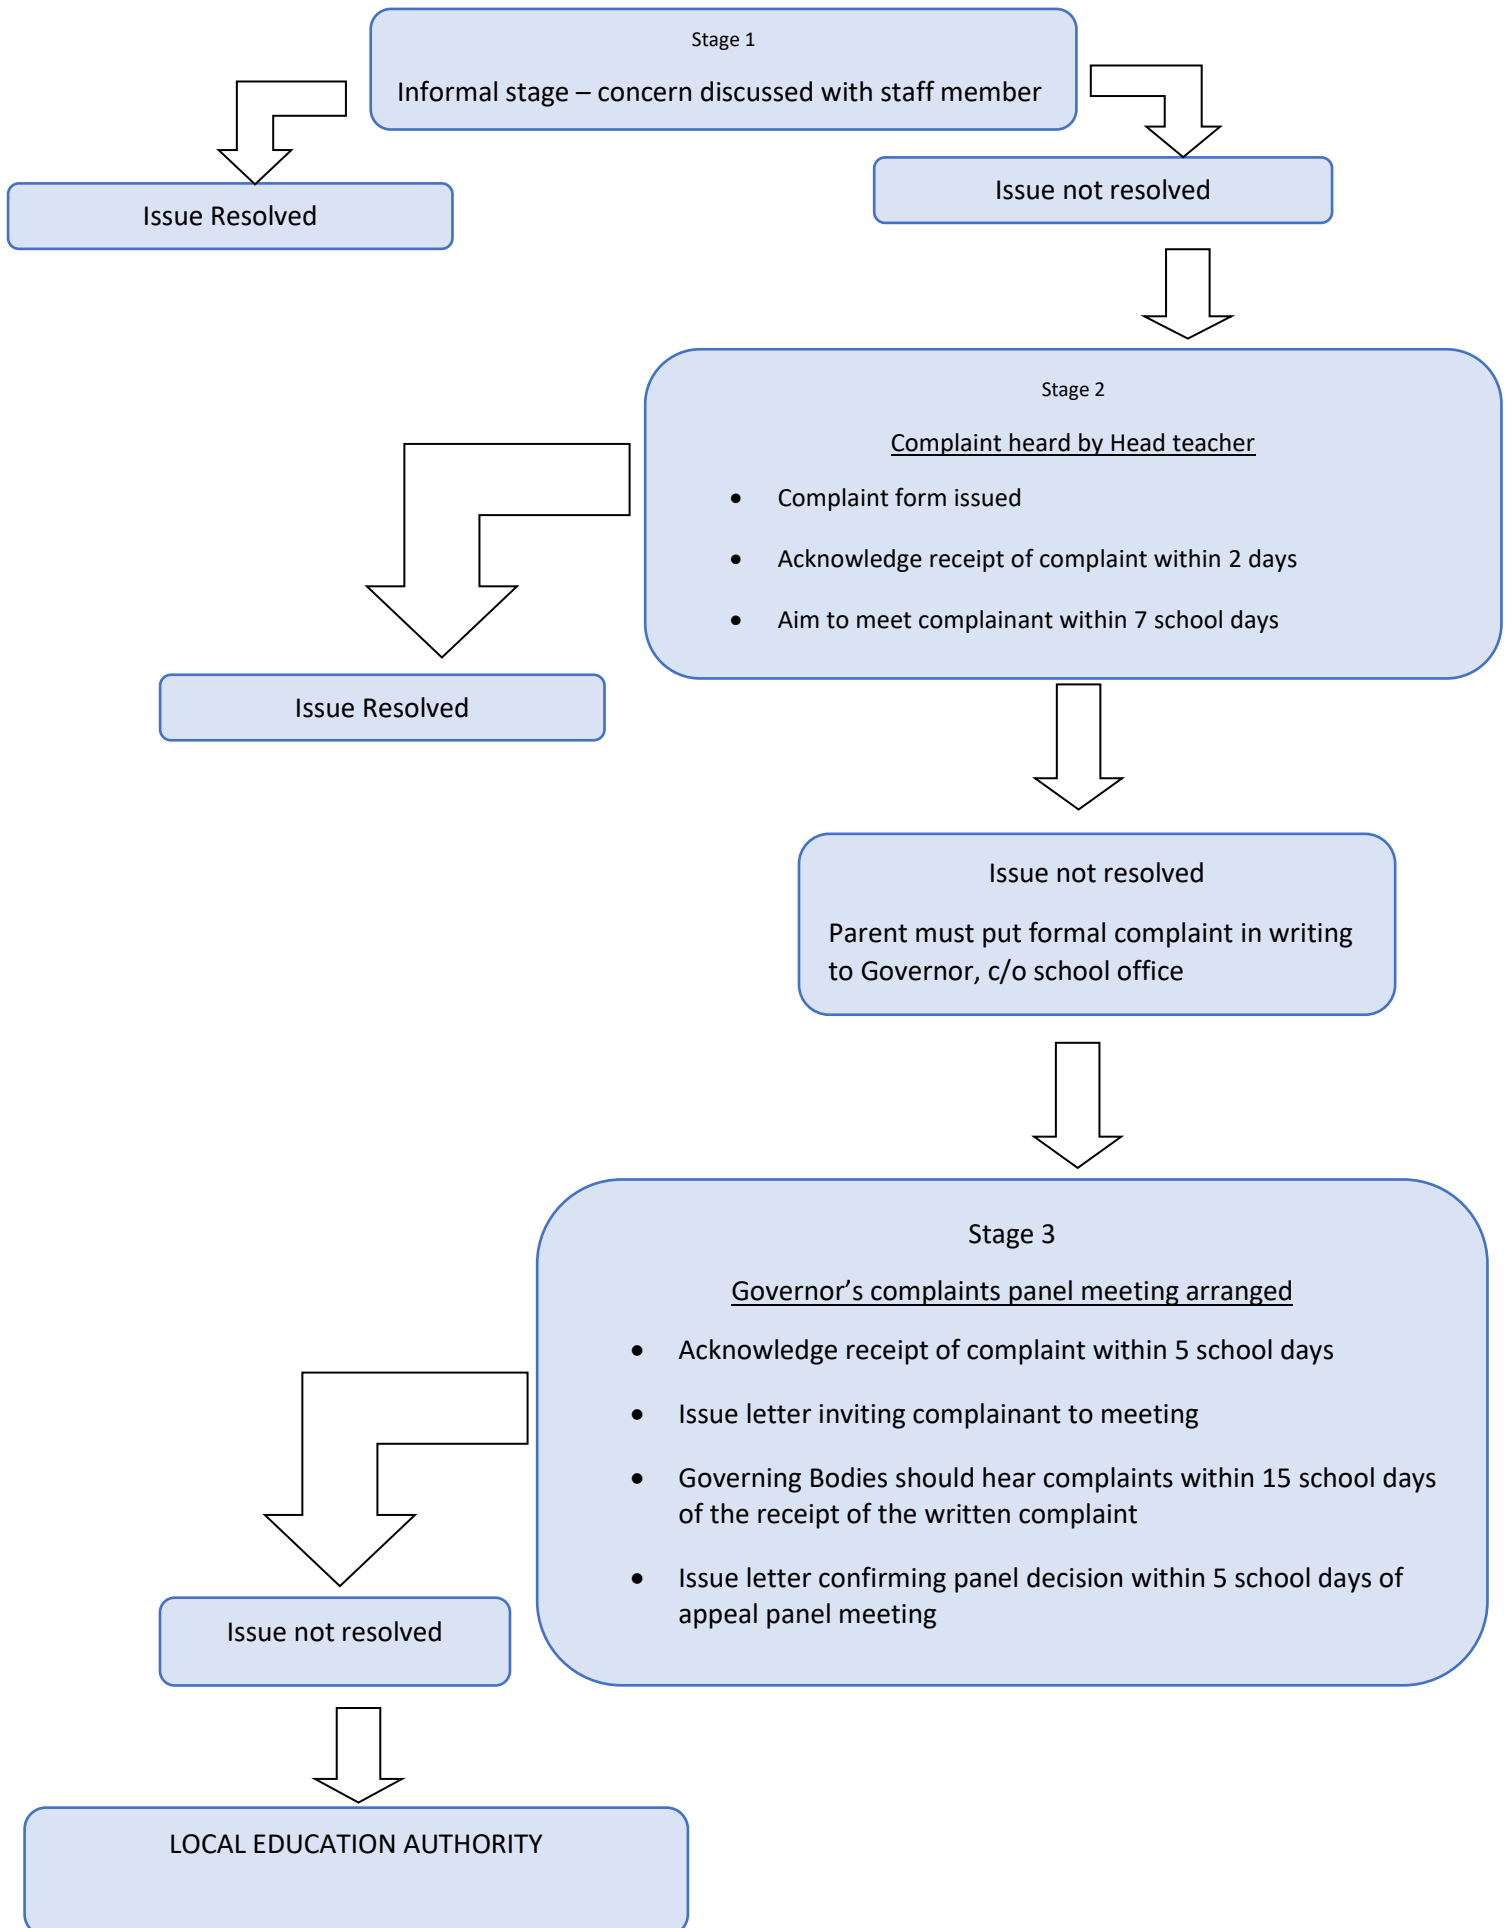 Stage 1
Informal stage – concern discussed with staff member
Issue Resolved
Issue not resolved
Stage 2
Complaint heard by Head teacher
• Complaint form issued
• Acknowledge receipt of complaint within 2 days
• Aim to meet complainant within 7 school days
Issue Resolved
Issue not resolved
Parent must put formal complaint in writing
to Governor, c/o school office
Stage 3
Governor’s complaints panel meeting arranged
• Acknowledge receipt of complaint within 5 school days
• Issue letter inviting complainant to meeting
• Governing Bodies should hear complaints within 15 school days
of the receipt of the written complaint
• Issue letter confirming panel decision within 5 school days of
appeal panel meeting
Issue not resolved
LOCAL EDUCATION AUTHORITY